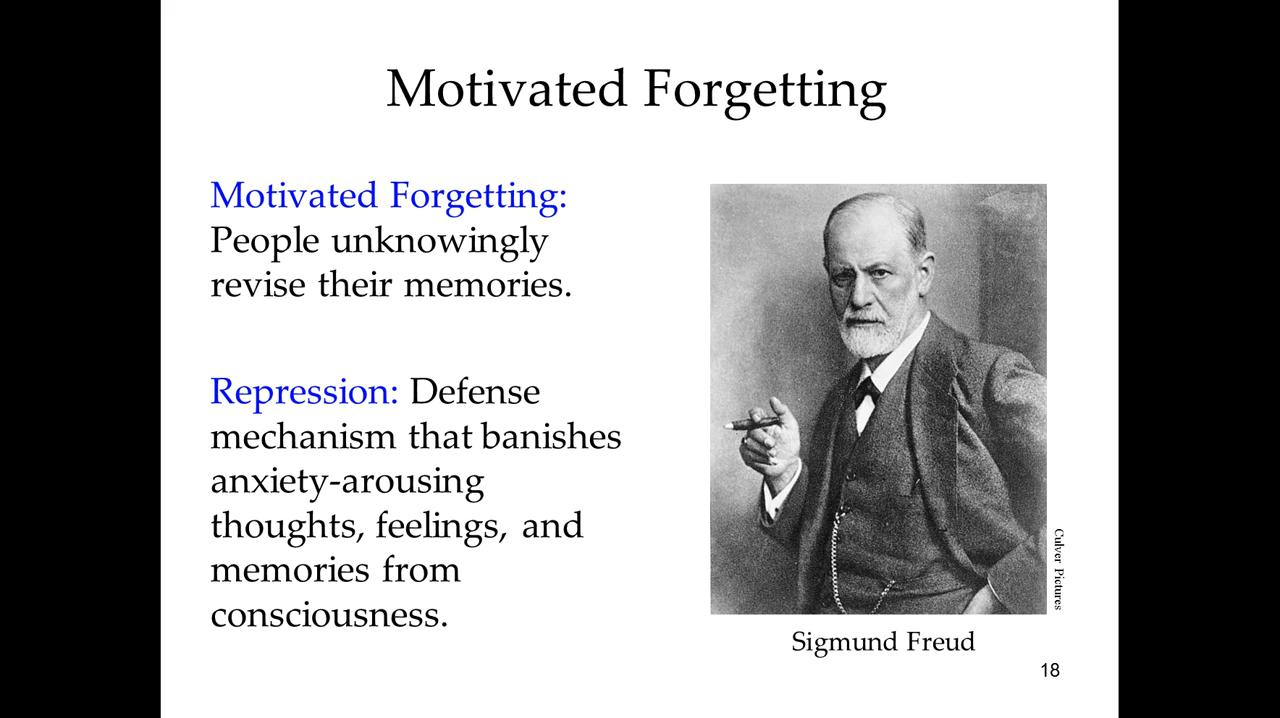 Motivated Forgetting
Motivated Forgetting:
People unknowingly
revise their memories.
Repression: Defense
mechanism that banishes
anxiety-arousing
thoughts, feelings, and
memories from
consciousness.
Culver Pictures
Sigmund Freud
18